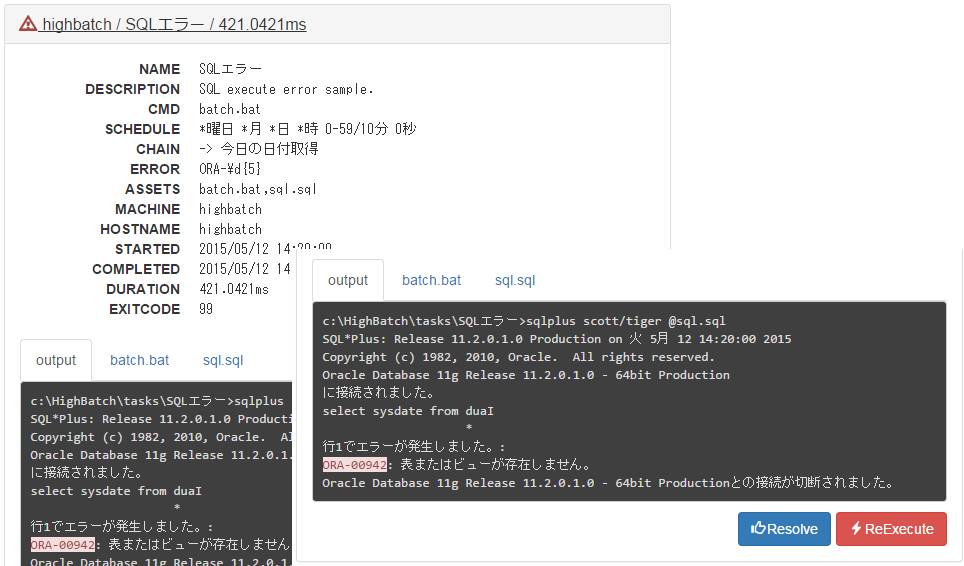 highbatch / SQLエラー / 421.0421ms
NAME SQLエラー
DESCRIPTION SQL execute error sample.
CMD batch.bat
SCHEDULE *曜日 *月 *日 *時 0-59/10分 0秒
CHAIN -> 今日の日付取得
ERROR ORA-¥d{5}
ASSETS batch.bat,sql.sql
MACHINE highbatch
HOSTNAME highbatch
STARTED 2015/05/12 14:20:00
COMPLETED 2015/05/12 14
DURATION 421.0421ms
EXITCODE 99
output batch.bat sql.sql
c:\HighBatch\tasks\SQLエラー>sqlplus
SQL*Plus: Release 11.2.0.1.0 Producti
Copyright (c) 1982, 2010, Oracle.  Al
Oracle Database 11g Release 11.2.0.1.
に接続されました。
select sysdate from duaI
*
行1でエラーが発生しました。:
ORA-00942: 表またはビューが存在しません
Oracle Database 11g Release 11.2.0.1.
output batch.bat sql.sql
c:\HighBatch\tasks\SQLエラー>sqlplus scott/tiger @sql.sql
SQL*Plus: Release 11.2.0.1.0 Production on 火 5月 12 14:20:00 2015
Copyright (c) 1982, 2010, Oracle.  All rights reserved.
Oracle Database 11g Release 11.2.0.1.0 - 64bit Production
に接続されました。
select sysdate from duaI
*
行1でエラーが発生しました。:
ORA-00942: 表またはビューが存在しません。
Oracle Database 11g Release 11.2.0.1.0 - 64bit Productionとの接続が切断されました。
Resolve ReExecute